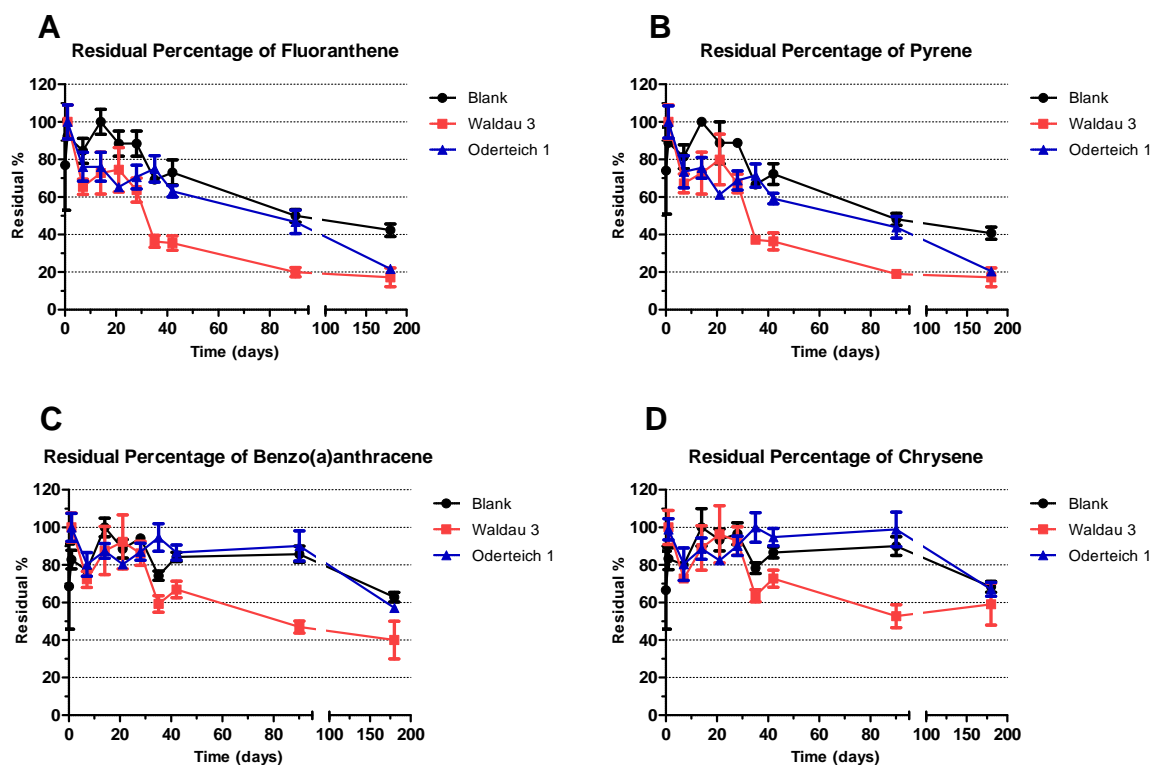 A
Residual Percentage of Fluoranthene
120
100
80
60
40
20
0
Residual %
0 20 40 60 80 100 150 200
Time (days)
Blank
Waldau 3
Oderteich 1
B
Residual Percentage of Pyrene
120
100
80
60
40
20
0
Residual %
0 20 40 60 80 100 150 200
Time (days)
Blank
Waldau 3
Oderteich 1
C
Residual Percentage of Benzo(a)anthracene
120
100
80
60
40
20
0
Residual %
0 20 40 60 80 100 150 200
Time (days)
Blank
Waldau 3
Oderteich 1
D
Residual Percentage of Chrysene
120
100
80
60
40
20
0
Residual %
0 20 40 60 80 100 150 200
Time (days)
Blank
Waldau 3
Oderteich 1